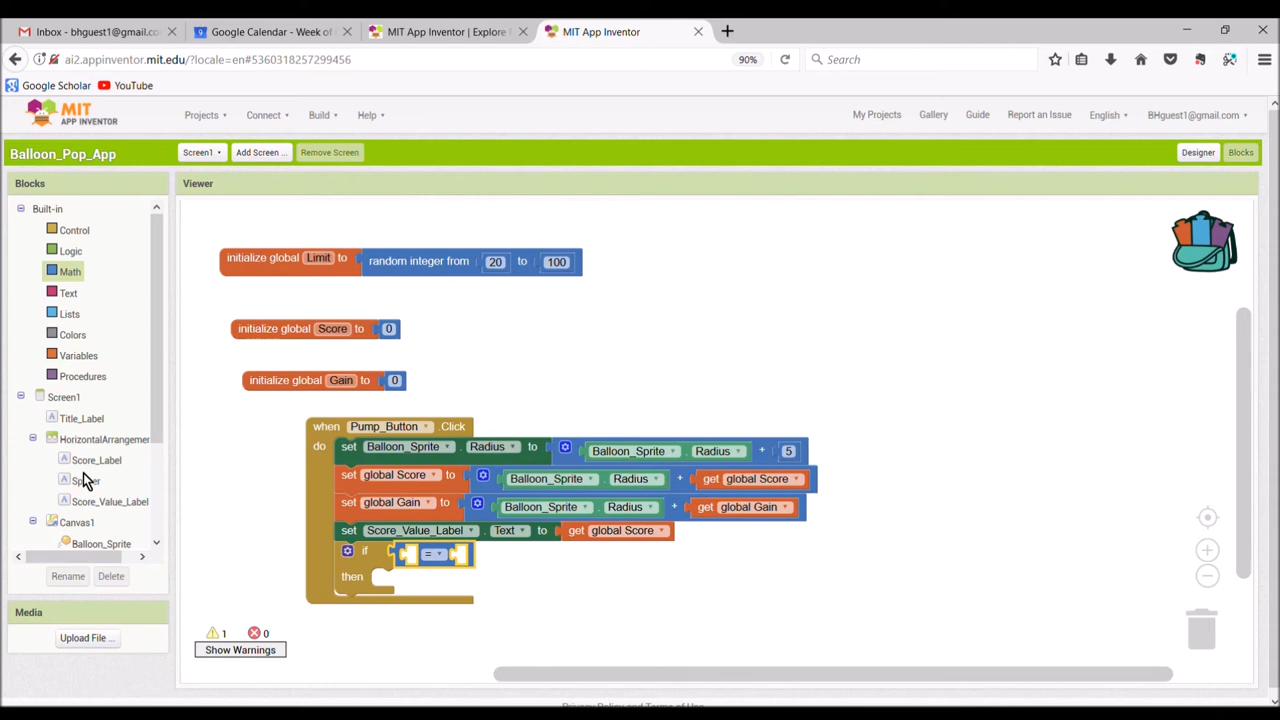 Inbox - bhguest1@gmail.co
Google Calendar - Week of
MIT App Inventor | Explore
MIT App Inventor
ai2.appinventor.mit.edu/?locale=en#5360318257299456
90%
Search
Google Scholar
YouTube
MIT
APP INVENTOR
Projects
Connect
Build
Help
My Projects
Gallery
Guide
Report an Issue
English
BHguest1@gmail.com
Balloon_Pop_App
Screen1
Add Screen ...
Remove Screen
Designer
Blocks
Blocks
Viewer
Built-in
Control
Logic
Math
Text
Lists
Colors
Variables
Procedures
Screen1
Title_Label
HorizontalArrangemer
Score_Label
Score_Value_Label
Canvas1
Balloon_Sprite
Rename
Delete
Media
Upload File ...
initialize global Limit to random integer from 20 to 100
initialize global Score to 0
initialize global Gain to 0
when Pump_Button .Click
do set Balloon_Sprite . Radius to Balloon_Sprite . Radius + 5
set global Score to Balloon_Sprite . Radius + get global Score
set global Gain to Balloon_Sprite . Radius + get global Gain
set Score_Value_Label . Text to get global Score
if =
then
1 0
Show Warnings
Privacy Policy and Terms of Use